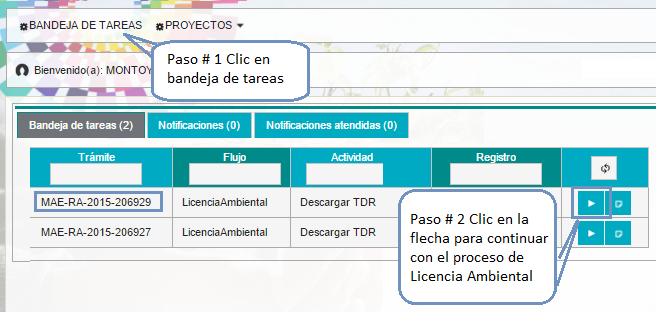 BANDEJA DE TAREAS PROYECTOS
Paso # 1 Clic en
bandeja de tareas
Bienvenido(a): MONTOY
Bandeja de tareas (2) Notificaciones (0) Notificaciones atendidas (0)
Trámite Flujo Actividad Registro
MAE-RA-2015-206929 LicenciaAmbiental Descargar TDR
MAE-RA-2015-206927 LicenciaAmbiental Descargar TDR
Paso # 2 Clic en la
flecha para continuar
con el proceso de
Licencia Ambiental